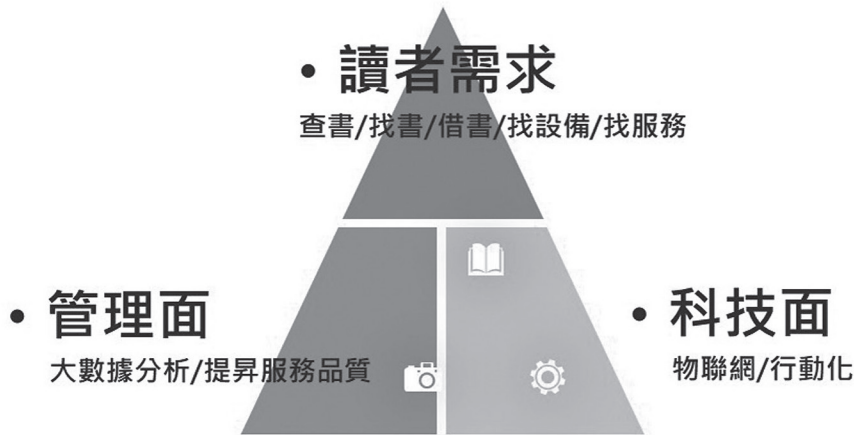 • 讀者需求
查書/找書/借書/找設備/找服務
• 管理面
大數據分析/提昇服務品質
• 科技面
物聯網/行動化